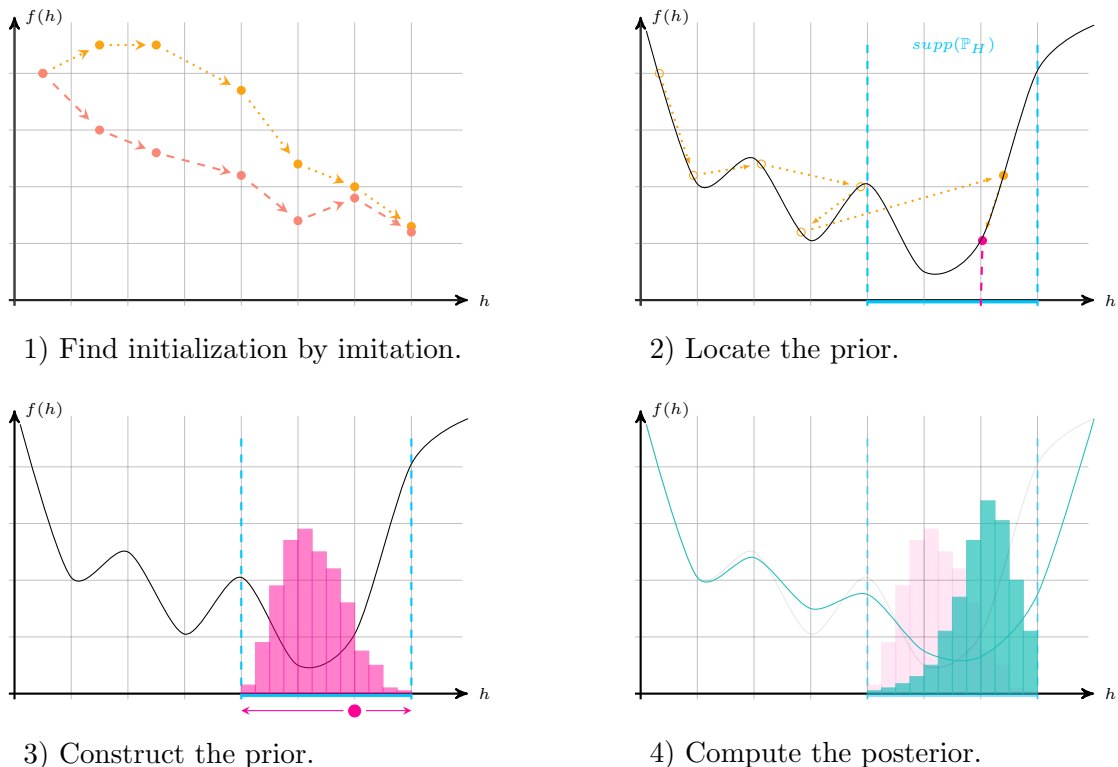 f(h)
h
1) Find initialization by imitation.
f(h)
supp(ℙ_H)
h
2) Locate the prior.
f(h)
h
3) Construct the prior.
f(h)
h
4) Compute the posterior.